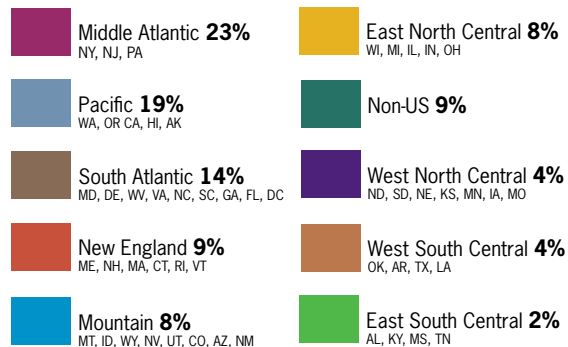 Middle Atlantic 23%
NY, NJ, PA
Pacific 19%
WA, OR CA, HI, AK
South Atlantic 14%
MD, DE, WV, VA, NC, SC, GA, FL, DC
New England 9%
ME, NH, MA, CT, RI, VT
Mountain 8%
MT, ID, WY, NV, UT, CO, AZ, NM
East North Central 8%
WI, MI, IL, IN, OH
Non-US 9%
West North Central 4%
ND, SD, NE, KS, MN, IA, MO
West South Central 4%
OK, AR, TX, LA
East South Central 2%
AL, KY, MS, TN